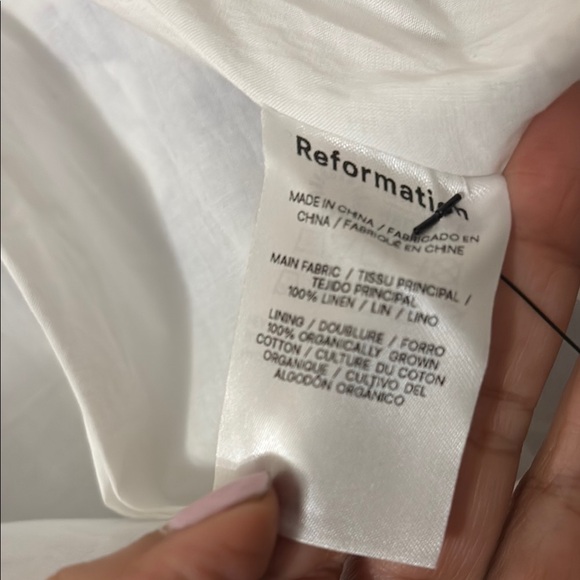 Reformation
MADE IN CHINA / FABRICADO EN
CHINA / FABRIQUÉ EN CHINE
MAIN FABRIC / TISSU PRINCIPAL /
TEJIDO PRINCIPAL
100% LINEN / LIN / LINO
LINING / DOUBLURE / FORRO
100% ORGANICALLY GROWN
COTTON / CULTURE DU COTON
ORGANIQUE / CULTIVO DEL
ALGODÓN ORGÁNICO